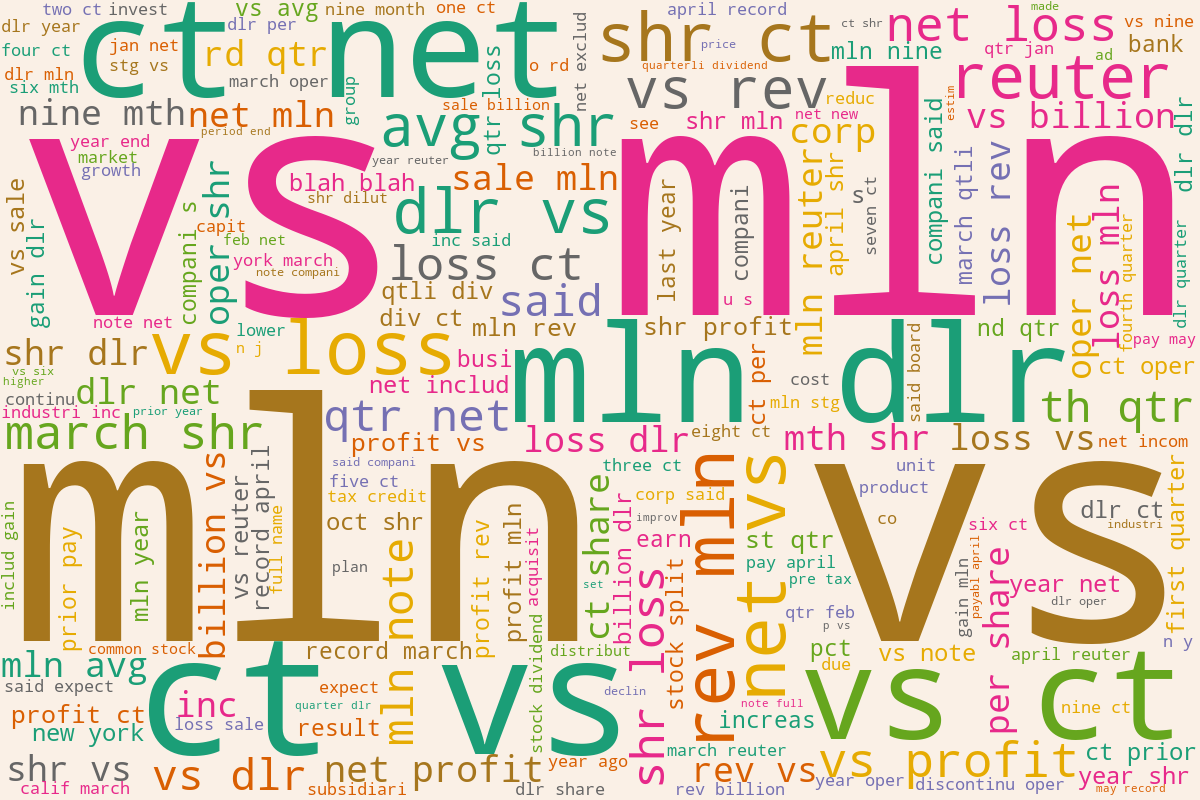 two ct
invest
vs avg
nine month
one ct
april record
ct shr
made
dlr year
dlr per
ct net
shr ct
net loss
vs nine
four ct
jan net
rd qtr
price
mln nine
qtr jan
bank
stg vs
ad
dlr mln
march oper
o rd
quarterli dividend
reuter
six mth
group
qtr loss
net exclud
vs rev
reduc
estim
nine mth
net mln
sale billion
avg shr
see
shr mln
net new
corp
vs billion
dlr dlr
period end
year end
market
growth
year reuter
billion note
compani said
vs mln
blah blah
sale mln
shr dilut
oper shr
dlr vs
last year
compani
mln reuter
april shr
s
seven ct
march qtli
loss rev
vs sale
gain dlr
compani s
capit
feb net
inc said
york march
note compani
loss ct
qtli div
said
u s
oper net
loss mln
fourth quarter
dlr quarter
note net
lower
n j
div ct
mln rev
shr profit
nd qtr
pay may
shr dlr
vs loss
busi
mln dlr
said board
ct oper
vs six
higher
continu
dlr net
net includ
ct per
cost
mln stg
th qtr
industri inc
prior year
qtr net
march shr
profit vs
loss dlr
eight ct
mth shr
loss vs
net incom
mln vs
billion vs
said compani
five ct
tax credit
three ct
corp said
unit
product
co
dlr ct
industri
six ct
includ gain
prior pay
mln year
vs reuter
record april
full name
oct shr
plan
mln note
profit rev
profit mln
stock dividend
acquisit
ct share
set
billion dlr
improv
earn
shr loss
stock split
rev mln
net vs
st qtr
pay april
pre tax
qtr feb
p vs
pct
due
gain mln
payabl april
per share
year net
dlr oper
first quarter
n y
common stock
record march
distribut
vs note
april reuter
mln avg
said expect
ct vs
expect
quarter dlr
declin
note full
vs ct
profit ct
inc
loss sale
result
increas
nine ct
new york
march reuter
vs profit
ct prior
shr vs
vs dlr
net profit
year ago
rev vs
year oper
discontinu oper
year shr
calif march
subsidiari
dlr share
rev billion
may record